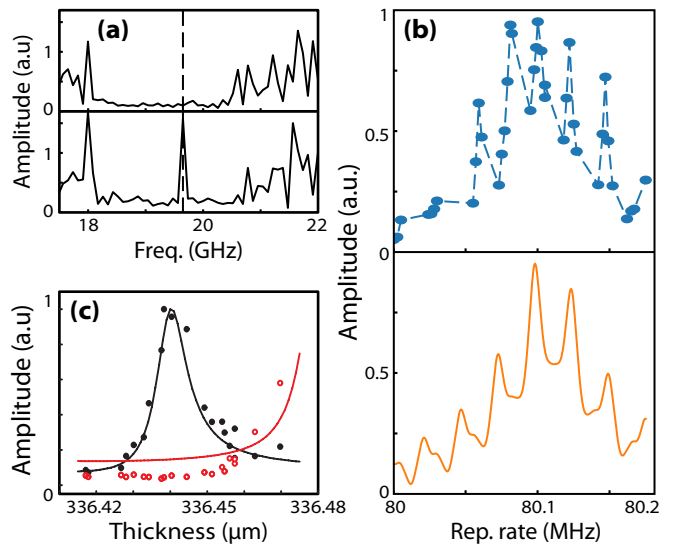 (a)
Amplitude (a.u)
1
0
1
0
18
20
22
Freq. (GHz)
(b)
Amplitude (a.u.)
1
0.5
0
0.5
0
80
80.1
80.2
Rep. rate (MHz)
(c)
Amplitude (a.u)
1
0
336.42
336.45
336.48
Thickness (μm)